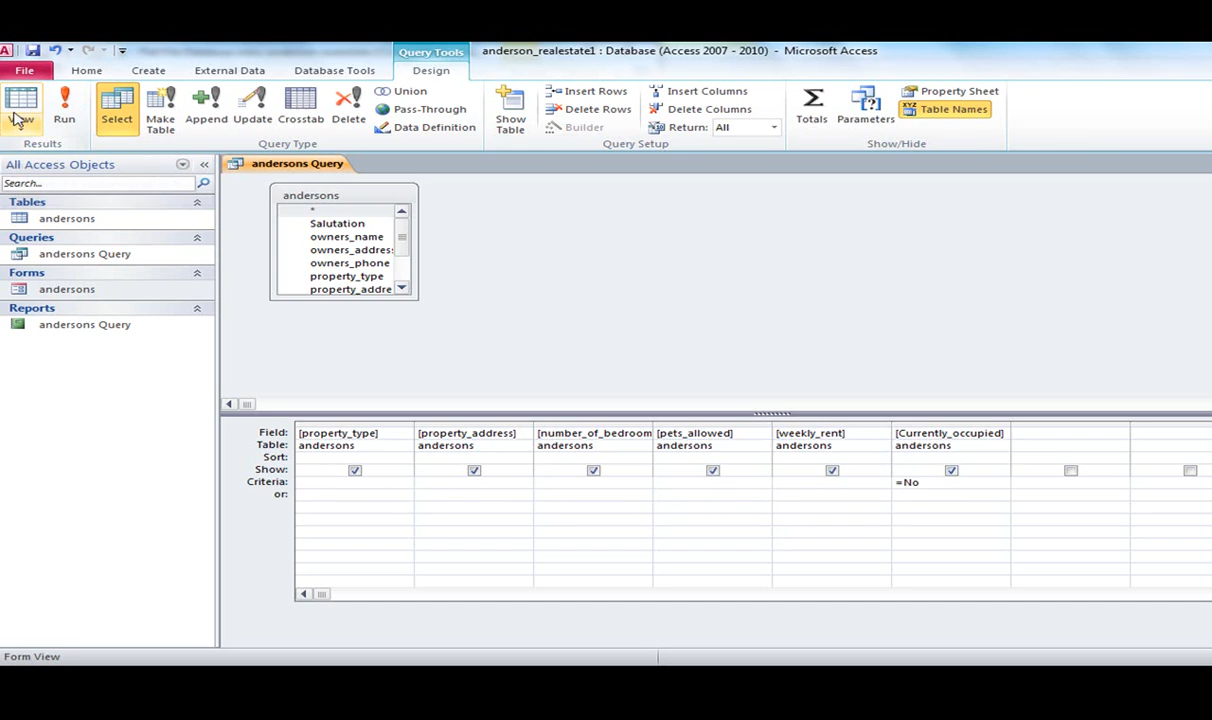 Query Tools
anderson_realestate1 : Database (Access 2007 - 2010) - Microsoft Access
File Home Create External Data Database Tools Design
View Run Select Make Table Append Update Crosstab Delete
Union
Pass-Through
Data Definition
Show Table
Insert Rows
Delete Rows
Builder
Insert Columns
Delete Columns
Return: All
Totals Parameters
Property Sheet
XYZ Table Names
Results Query Type Query Setup Show/Hide
All Access Objects
Search...
Tables
andersons
Queries
andersons Query
Forms
andersons
Reports
andersons Query
andersons Query
andersons
*
Salutation
owners_name
owners_address
owners_phone
property_type
property_addre
Field: [property_type] [property_address] [number_of_bedroom [pets_allowed] [weekly_rent] [Currently_occupied]
Table: andersons andersons andersons andersons andersons andersons
Sort:
Show:
Criteria: =No
or:
Form View